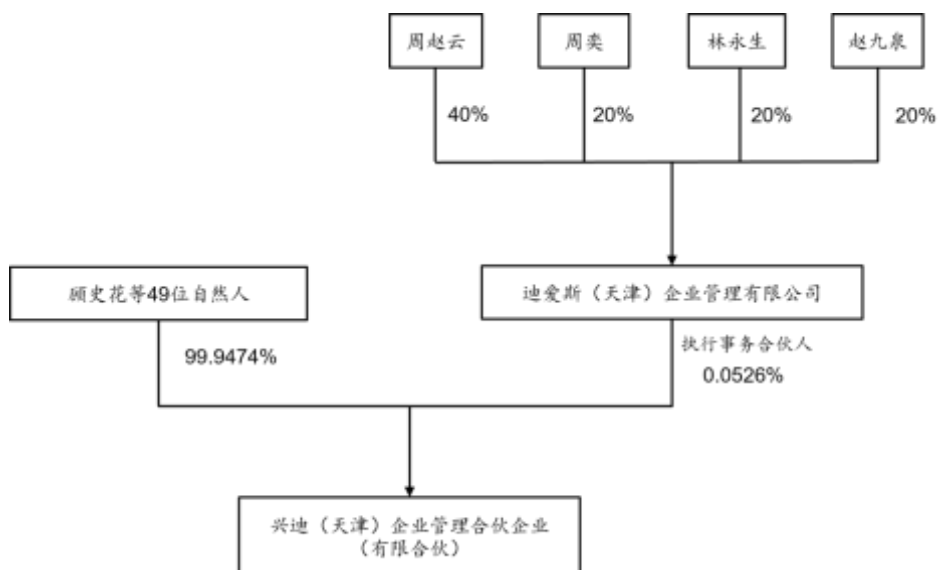 周赵云
周奕
林永生
赵九泉
40%
20%
20%
20%
顾史花等49位自然人
迪爱斯（天津）企业管理有限公司
99.9474%
执行事务合伙人
0.0526%
兴迪（天津）企业管理合伙企业
（有限合伙）